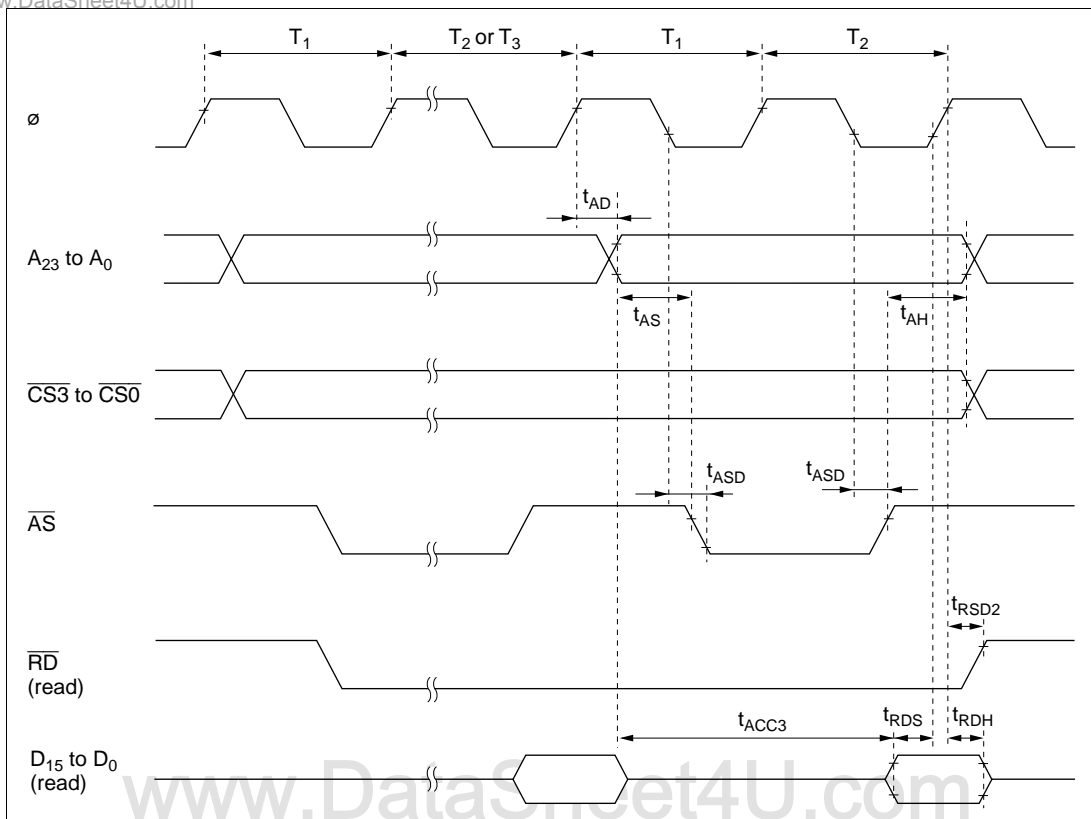 w.DataSheet4U.com
T1 T2 or T3 T1 T2
ø
tAD
A23 to A0
tAS tAH
CS3 to CS0
tASD tASD
AS
tRSD2
RD
(read)
tACC3 tRDS tRDH
D15 to D0
(read)
www.DataSheet4U.com